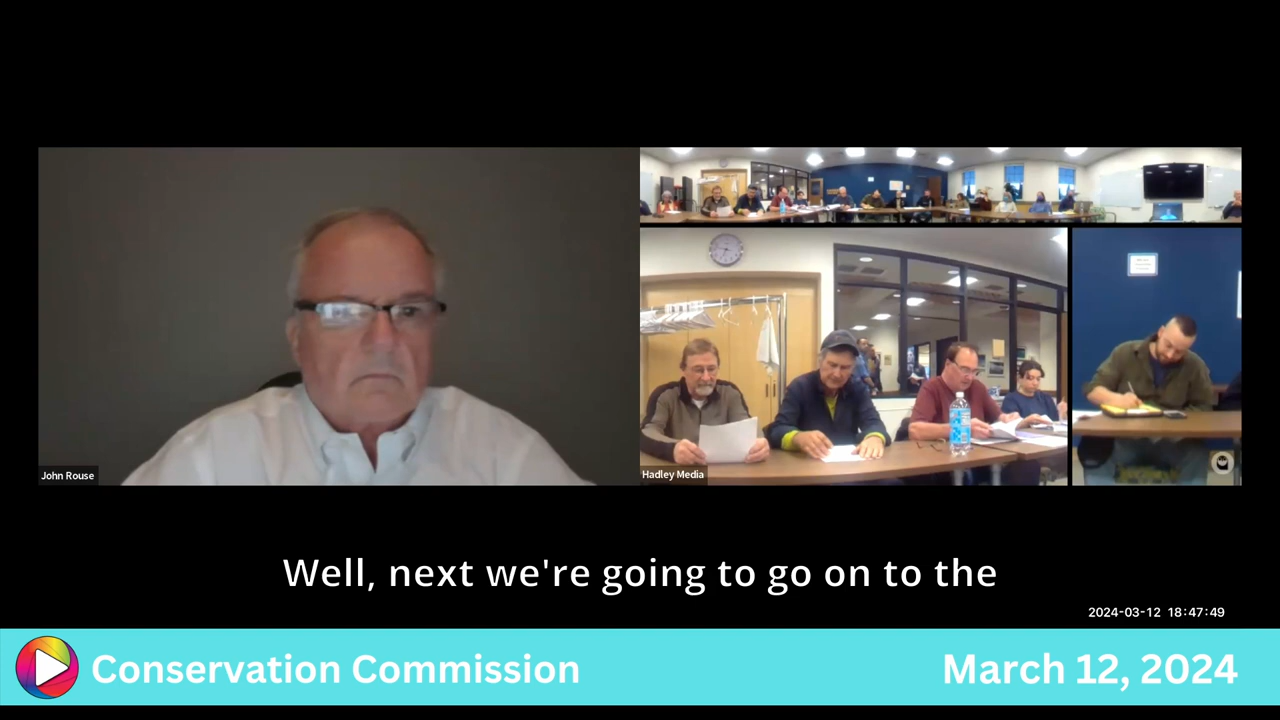 John Rouse
Hadley Media
Well, next we're going to go on to the
2024-03-12 18:47:49
Conservation Commission
March 12, 2024